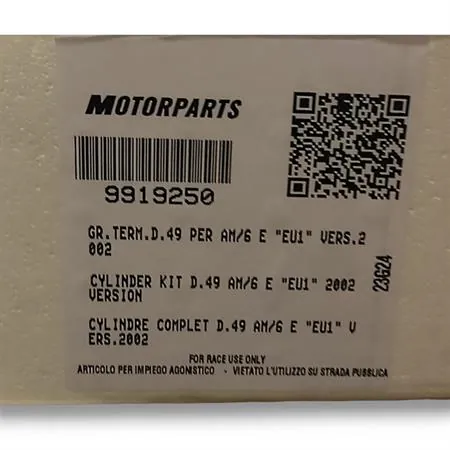 MOTORPARTS
9919250
GR.TERM.D.49 PER AM/6 E "EU1" VERS.2
002
CYLINDER KIT D.49 AM/6 E "EU1" 2002
VERSION
CYLINDRE COMPLET D.49 AM/6 E "EU1" V
ERS.2002
23G24
FOR RACE USE ONLY
ARTICOLO PER IMPIEGO AGONISTICO - VIETATO L'UTILIZZO SU STRADA PUBBLICA